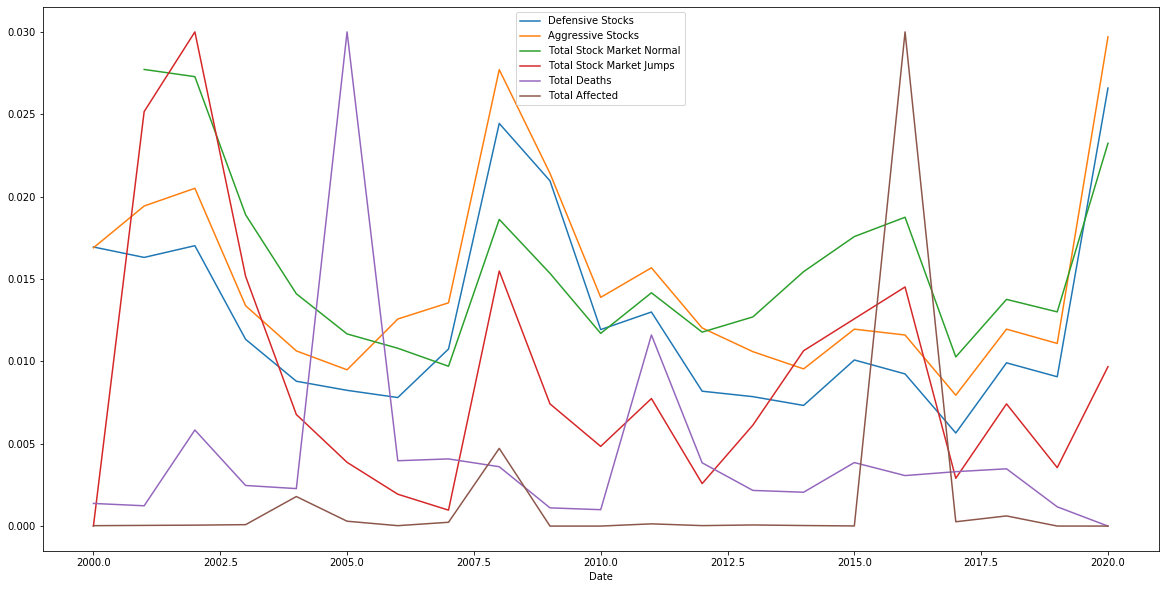 Defensive Stocks
Aggressive Stocks
Total Stock Market Normal
Total Stock Market Jumps
Total Deaths
Total Affected
0.030
0.025
0.020
0.015
0.010
0.005
0.000
2000.0 2002.5 2005.0 2007.5 2010.0 2012.5 2015.0 2017.5 2020.0
Date